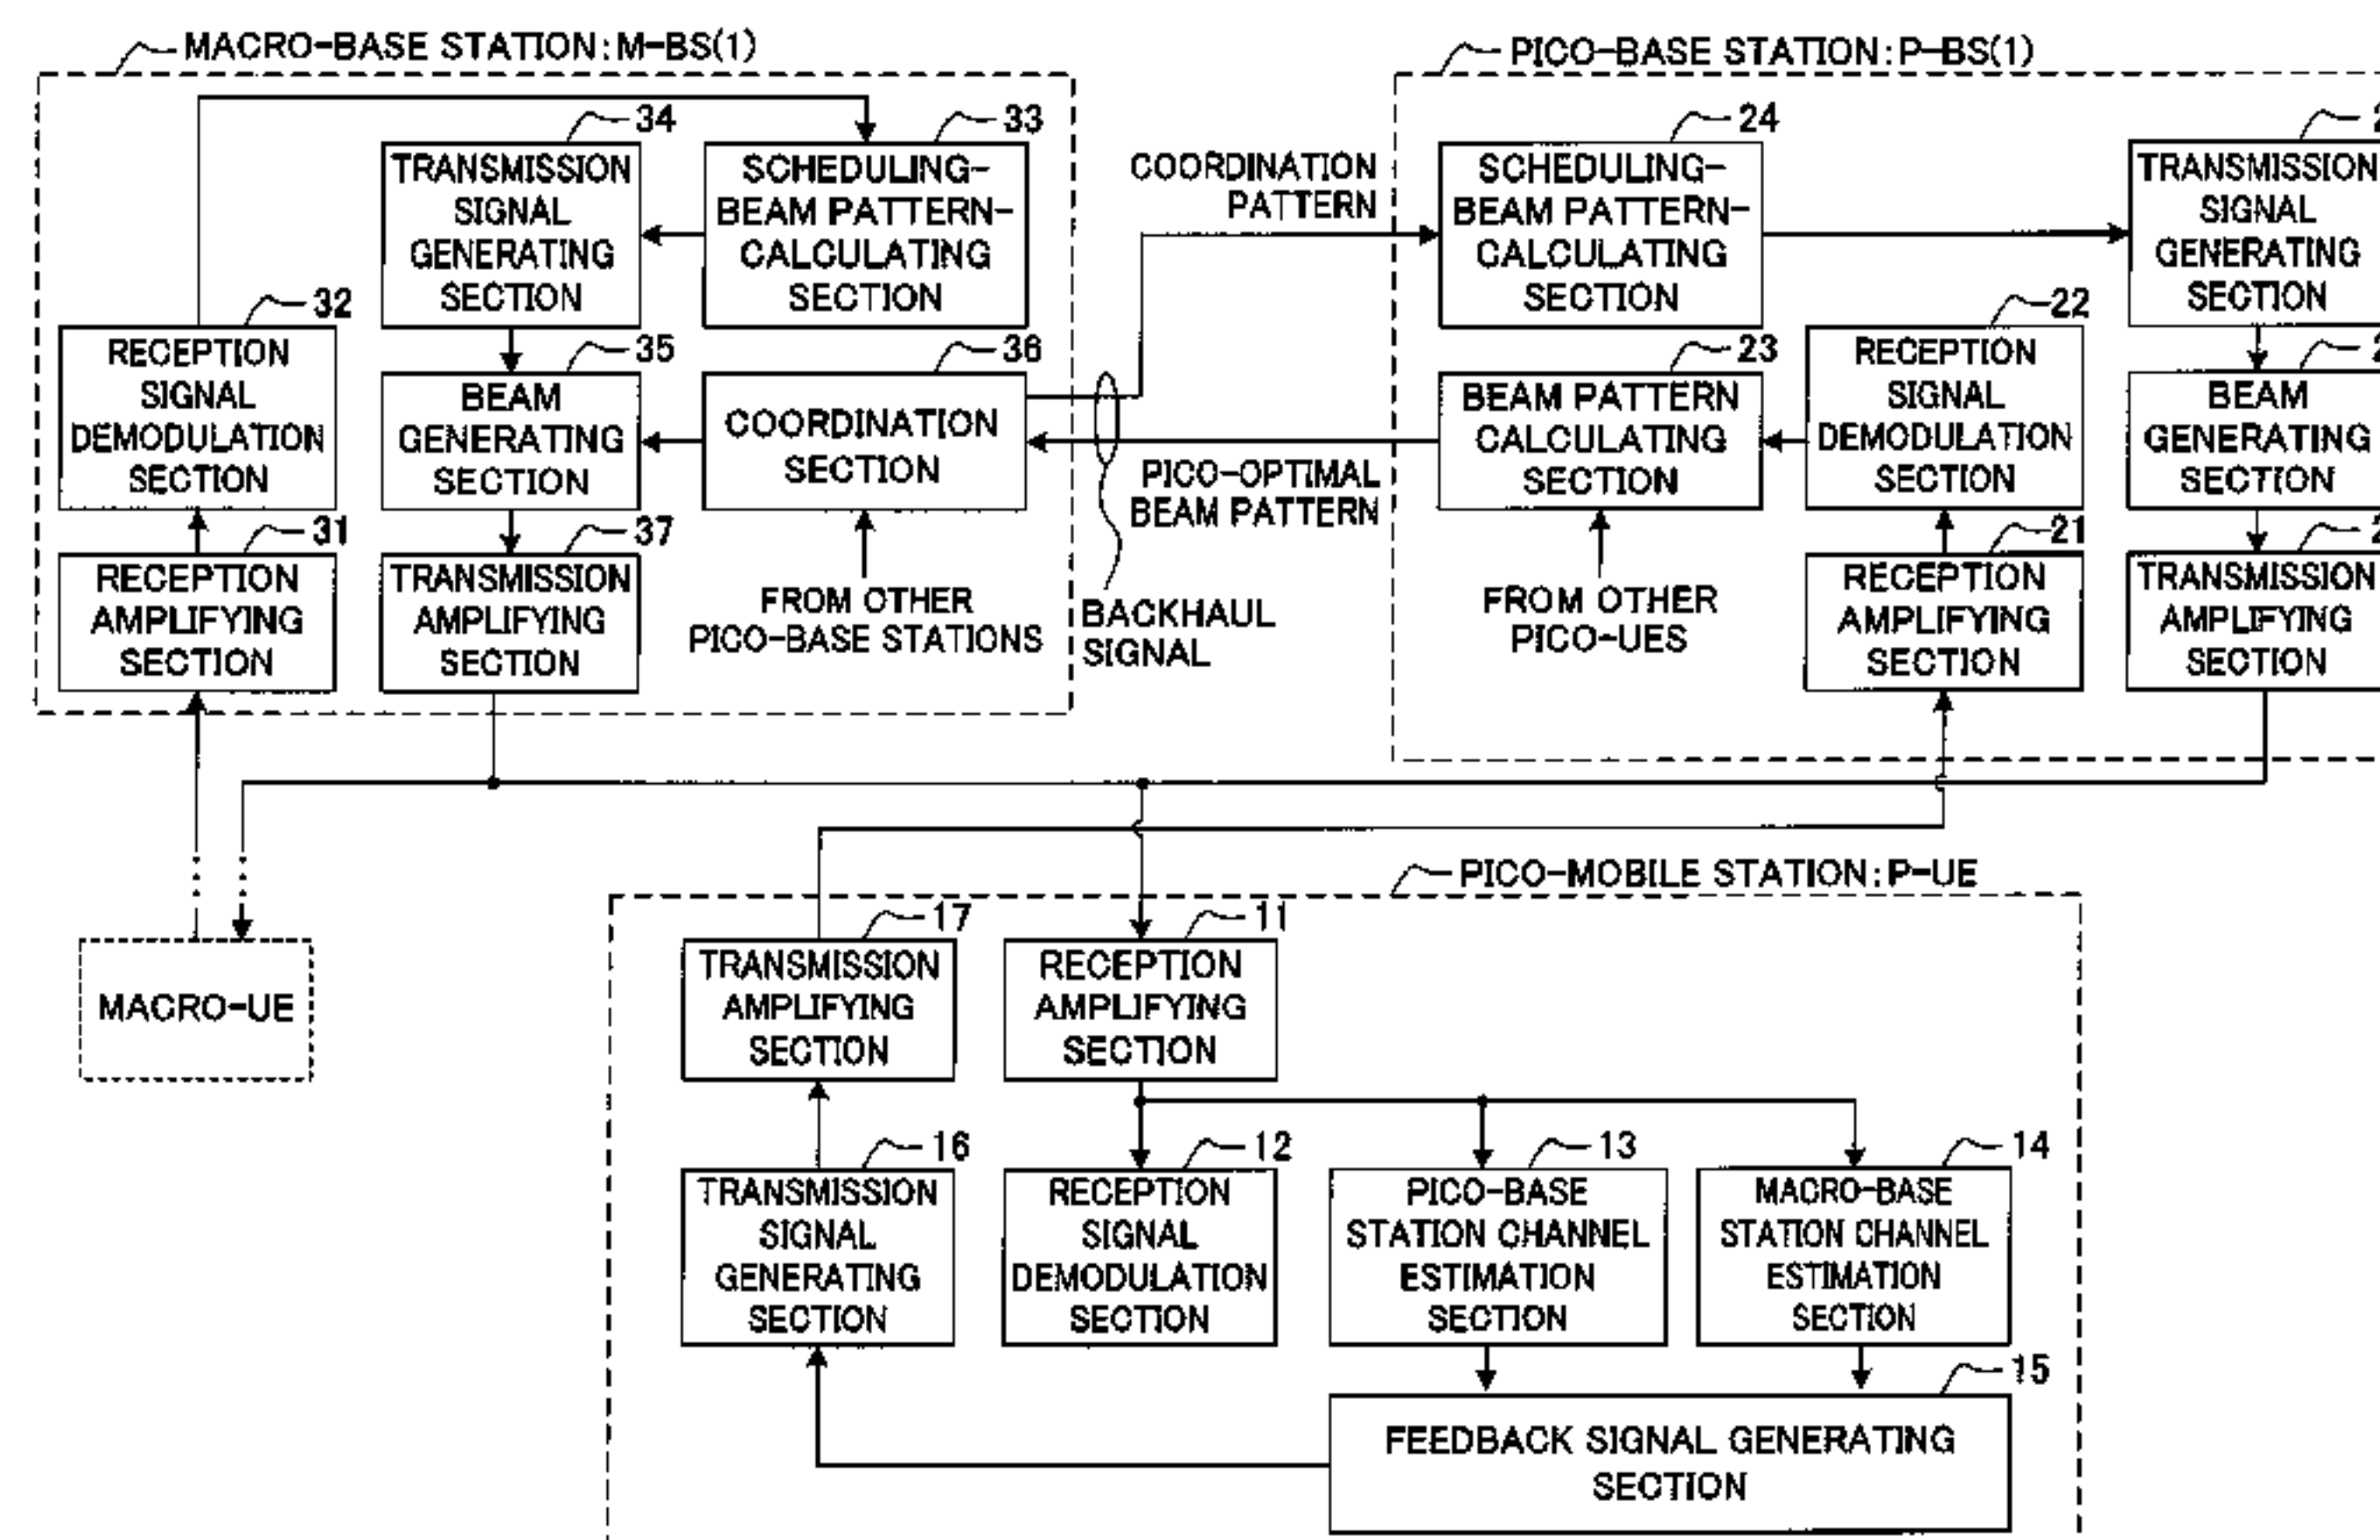 MACRO-BASE STATION:M-BS(1)
34
33
TRANSMISSION
SIGNAL
GENERATING
SECTION
SCHEDULING-
BEAM PATTERN-
CALCULATING
SECTION
32
RECEPTION
SIGNAL
DEMODULATION
SECTION
35
BEAM
GENERATING
SECTION
36
COORDINATION
SECTION
31
RECEPTION
AMPLIFYING
SECTION
37
TRANSMISSION
AMPLIFYING
SECTION
FROM OTHER
PICO-BASE STATIONS
COORDINATION
PATTERN
PICO-OPTIMAL
BEAM PATTERN
BACKHAUL
SIGNAL
PICO-BASE STATION:P-BS(1)
24
SCHEDULING-
BEAM PATTERN-
CALCULATING
SECTION
TRANSMISSION
SIGNAL
GENERATING
SECTION
23
BEAM PATTERN
CALCULATING
SECTION
22
RECEPTION
SIGNAL
DEMODULATION
SECTION
BEAM
GENERATING
SECTION
FROM OTHER
PICO-UES
21
RECEPTION
AMPLIFYING
SECTION
TRANSMISSION
AMPLIFYING
SECTION
MACRO-UE
PICO-MOBILE STATION:P-UE
17
TRANSMISSION
AMPLIFYING
SECTION
11
RECEPTION
AMPLIFYING
SECTION
16
TRANSMISSION
SIGNAL
GENERATING
SECTION
12
RECEPTION
SIGNAL
DEMODULATION
SECTION
13
PICO-BASE
STATION CHANNEL
ESTIMATION
SECTION
14
MACRO-BASE
STATION CHANNEL
ESTIMATION
SECTION
15
FEEDBACK SIGNAL GENERATING
SECTION